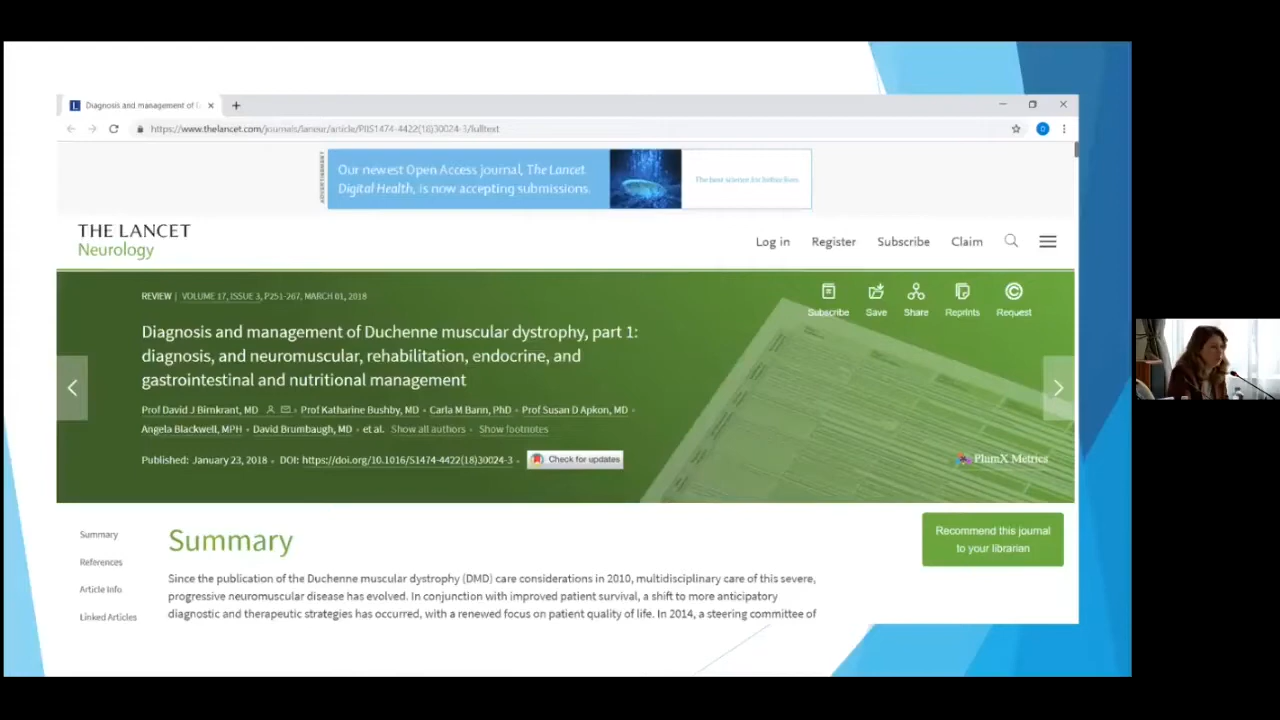 Diagnosis and management of D
https://www.thelancet.com/journals/laneur/article/PIIS1474-4422(18)30024-3/fulltext
ADVERTISEMENT
Our newest Open Access journal, The Lancet
Digital Health, is now accepting submissions.
The best science for better lives.
THE LANCET
Neurology
Log in
Register
Subscribe
Claim
REVIEW | VOLUME 17, ISSUE 3, P251-267, MARCH 01, 2018
Subscribe
Save
Share
Reprints
Request
Diagnosis and management of Duchenne muscular dystrophy, part 1:
diagnosis, and neuromuscular, rehabilitation, endocrine, and
gastrointestinal and nutritional management
Prof David J Birnkrant, MD • Prof Katharine Bushby, MD • Carla M Bann, PhD • Prof Susan D Apkon, MD •
Angela Blackwell, MPH • David Brumbaugh, MD • et al. Show all authors • Show footnotes
Published: January 23, 2018 • DOI: https://doi.org/10.1016/S1474-4422(18)30024-3 •
Check for updates
PlumX Metrics
Summary
References
Article Info
Linked Articles
Summary
Since the publication of the Duchenne muscular dystrophy (DMD) care considerations in 2010, multidisciplinary care of this severe,
progressive neuromuscular disease has evolved. In conjunction with improved patient survival, a shift to more anticipatory
diagnostic and therapeutic strategies has occurred, with a renewed focus on patient quality of life. In 2014, a steering committee of
Recommend this journal
to your librarian